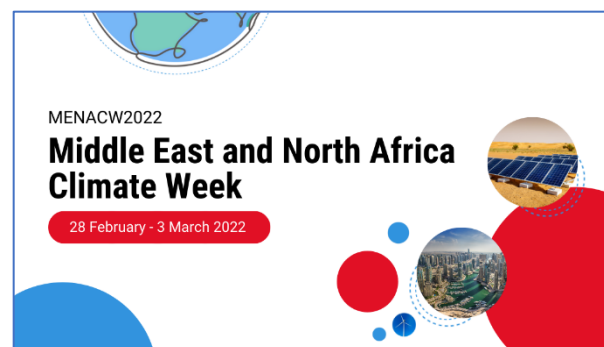 MENACW2022
Middle East and North Africa
Climate Week
28 February - 3 March 2022